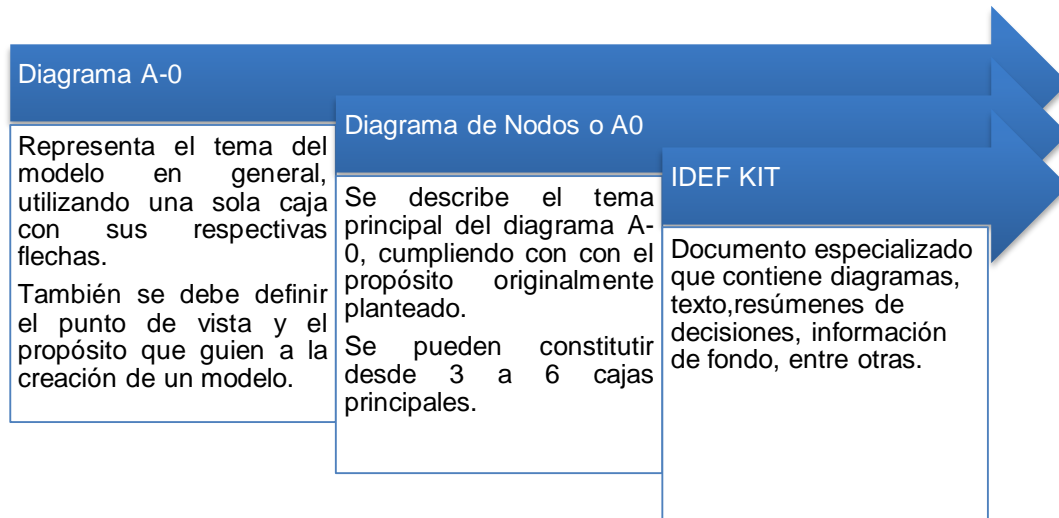 Diagrama A-0
Representa el tema del
modelo en general,
utilizando una sola caja
con sus respectivas
flechas.
También se debe definir
el punto de vista y el
propósito que guien a la
creación de un modelo.
Diagrama de Nodos o A0
Se describe el tema
principal del diagrama A-
0, cumpliendo con con el
propósito originalmente
planteado.
Se pueden constitutir
desde 3 a 6 cajas
principales.
IDEF KIT
Documento especializado
que contiene diagramas,
texto,resúmenes de
decisiones, información
de fondo, entre otras.